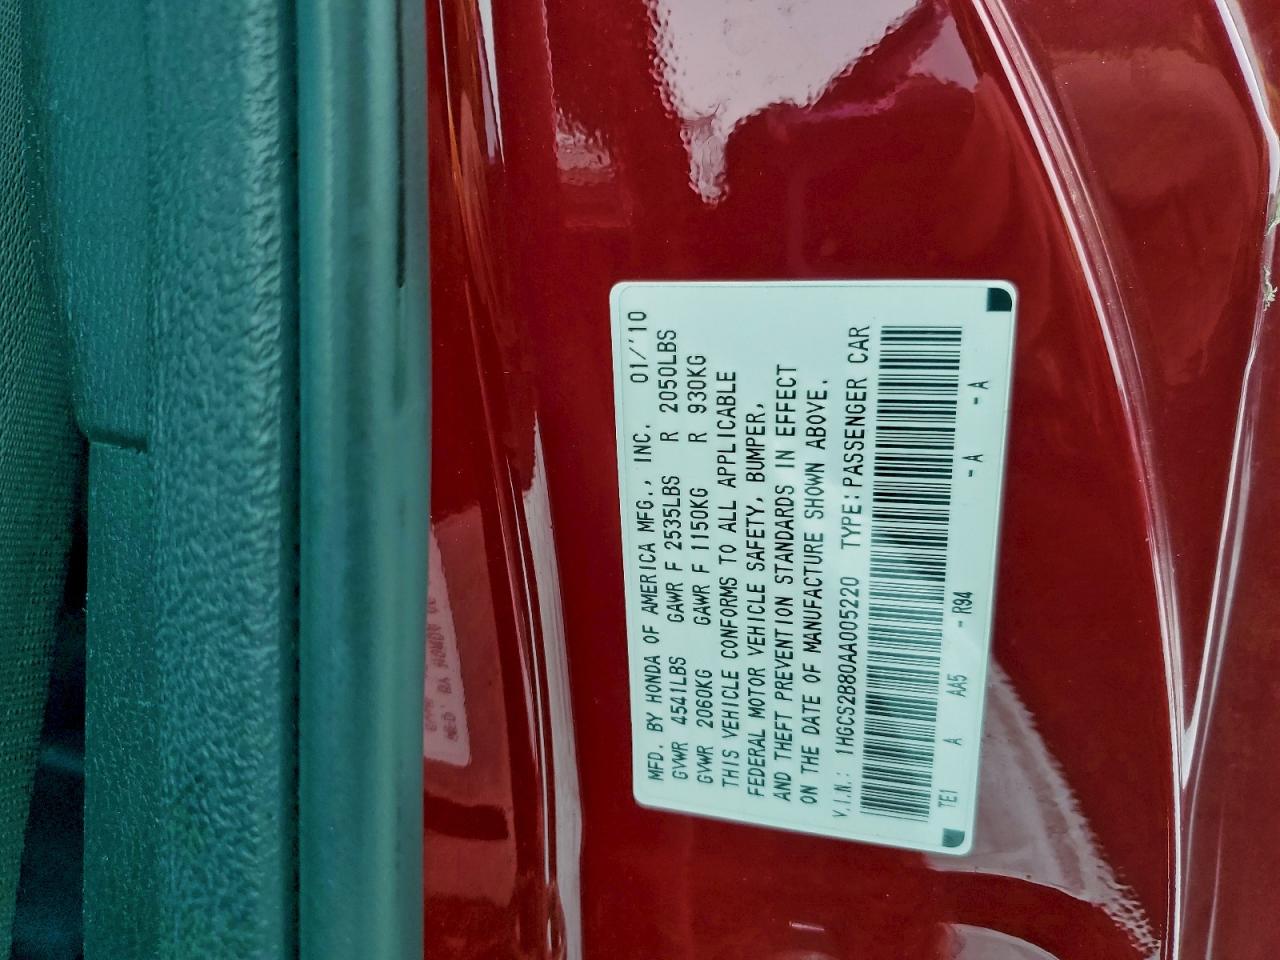 MFD. BY HONDA OF AMERICA MFG., INC. 01/'10
GVWR 4541LBS GAWR F 2535LBS R 2050LBS
GVWR 2060KG GAWR F 1150KG R 930KG
THIS VEHICLE CONFORMS TO ALL APPLICABLE
FEDERAL MOTOR VEHICLE SAFETY, BUMPER,
AND THEFT PREVENTION STANDARDS IN EFFECT
ON THE DATE OF MANUFACTURE SHOWN ABOVE.
V.I.N.: 1HGCS2B80AA005220 TYPE:PASSENGER CAR
TE1 A AA5 - R94 - A - A